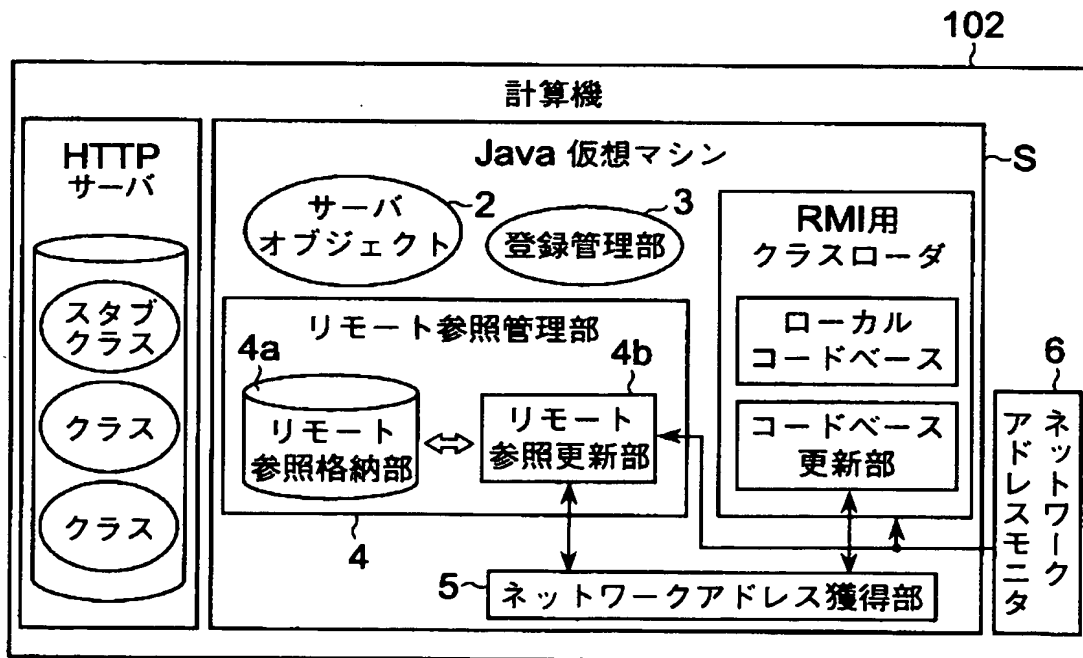 102
計算機
HTTP
サーバ
スタブ
クラス
クラス
クラス
Java 仮想マシン
S
サーバ
オブジェクト
2
登録管理部
3
リモート参照管理部
4a
リモート
参照格納部
4b
リモート
参照更新部
4
RMI用
クラスローダ
ローカル
コードベース
コードベース
更新部
5
ネットワークアドレス獲得部
6
ネットワーク
アドレスモニタ